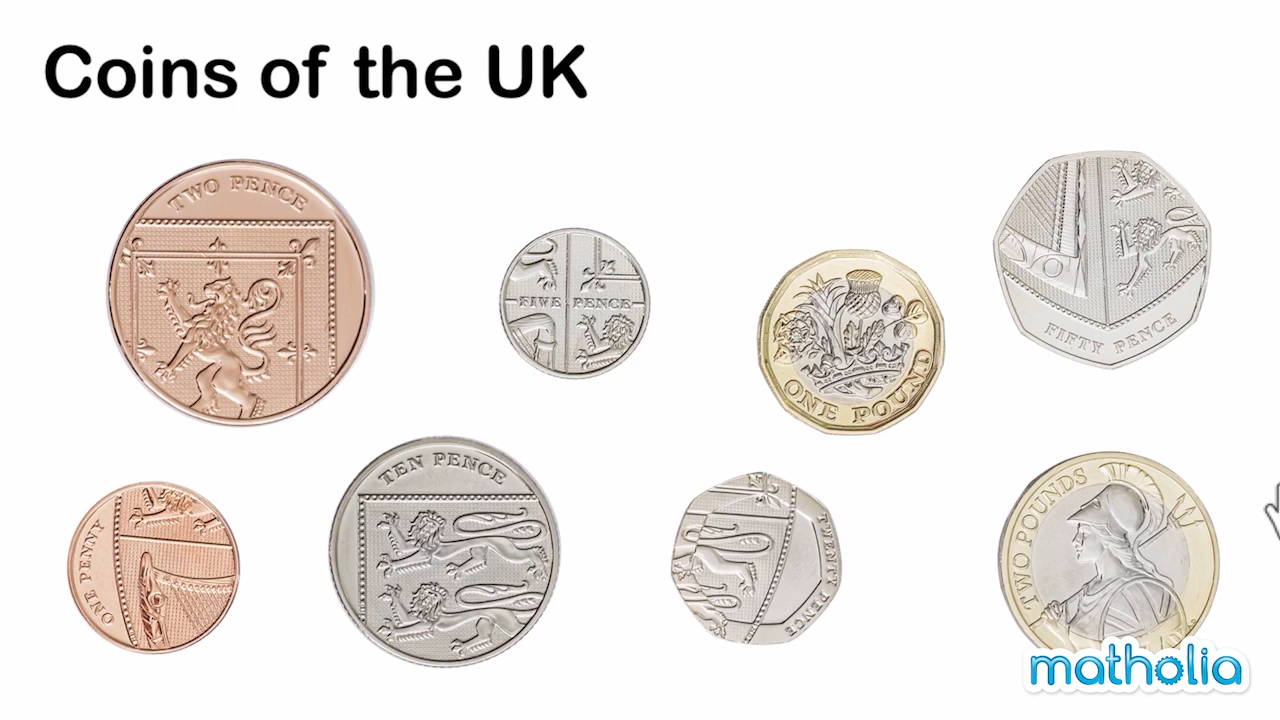 Coins of the UK
TWO PENCE
FIVE PENCE
ONE POUND
FIFTY PENCE
ONE PENNY
TEN PENCE
TWENTY PENCE
TWO POUNDS
matholia